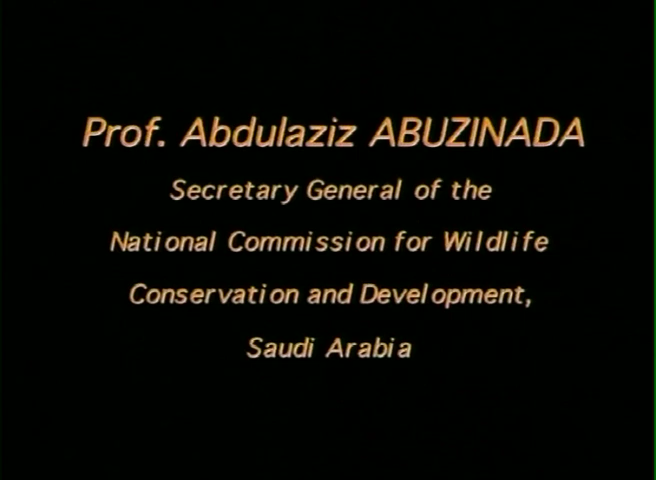 Prof. Abdulaziz ABUZINADA
Secretary General of the
National Commission for Wildlife
Conservation and Development,
Saudi Arabia